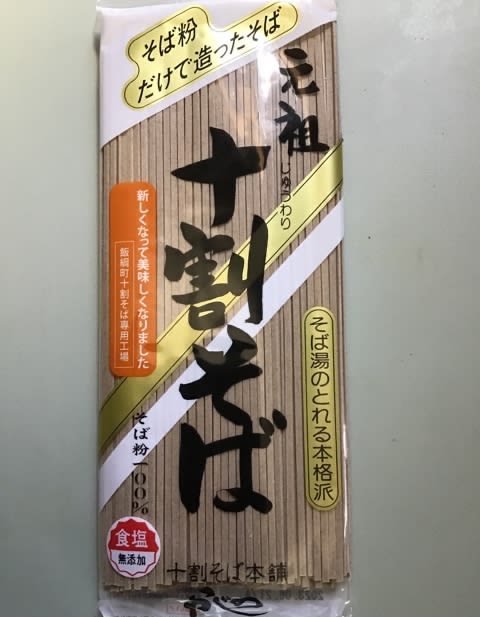 そば粉
だけで造ったそば
元祖
じゅうわり
十割そば
新しくなって美味しくなりました
飯綱町十割そば専用工場
そば湯のとれる本格派
そば粉一〇〇%
食塩
無添加
十割そば本舗